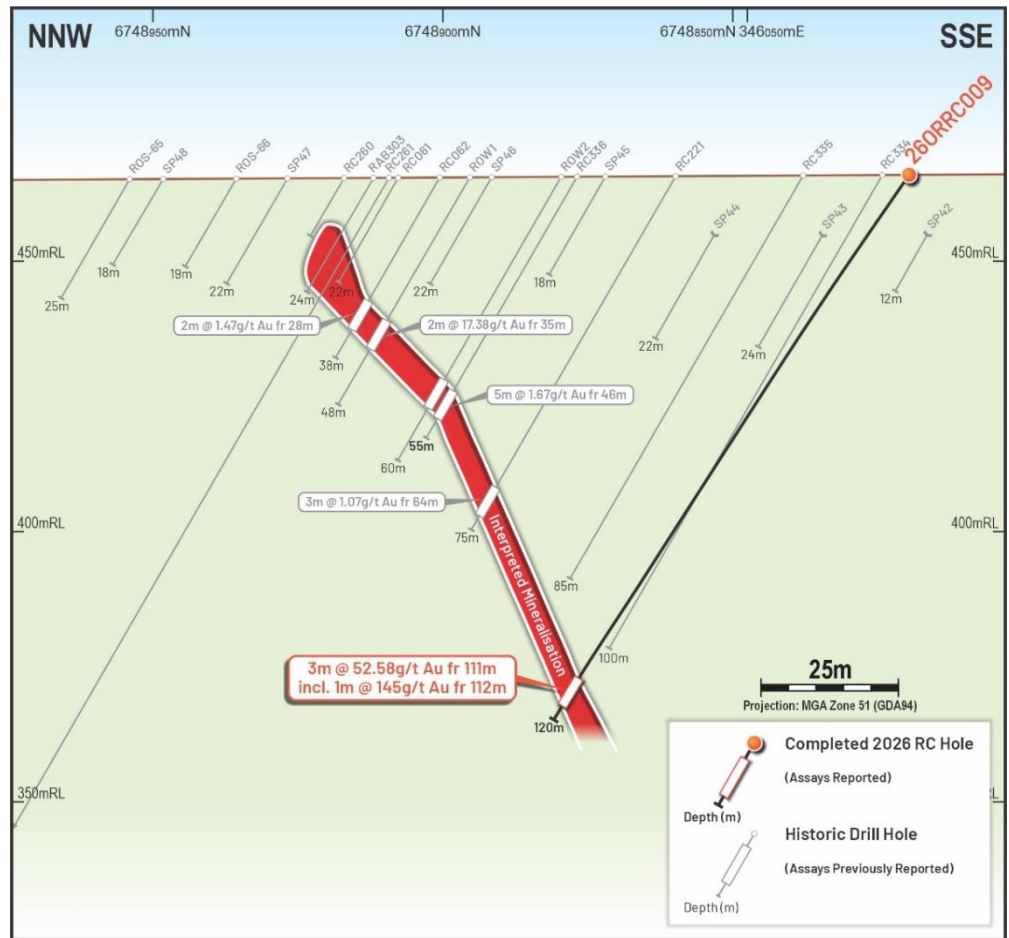 NNW
6748950mN
6748900mN
6748850mN
346050mE
SSE
26ORRC009
ROS-65
SP48
ROS-66
SP47
RC260
RAB303
RC261
RC061
RC062
ROW1
SP46
ROW2
RC336
SP45
RC221
RC335
RC334
SP44
SP43
SP42
450mRL
450mRL
18m
25m
19m
22m
24m
22m
22m
18m
12m
2m @ 1.47g/t Au fr 28m
2m @ 17.38g/t Au fr 35m
38m
22m
24m
48m
5m @ 1.67g/t Au fr 46m
55m
60m
3m @ 1.07g/t Au fr 64m
75m
400mRL
400mRL
Interpreted Mineralisation
85m
100m
3m @ 52.58g/t Au fr 111m
incl. 1m @ 145g/t Au fr 112m
120m
25m
Projection: MGA Zone 51 (GDA94)
350mRL
Completed 2026 RC Hole
(Assays Reported)
Depth (m)
Historic Drill Hole
(Assays Previously Reported)
Depth (m)